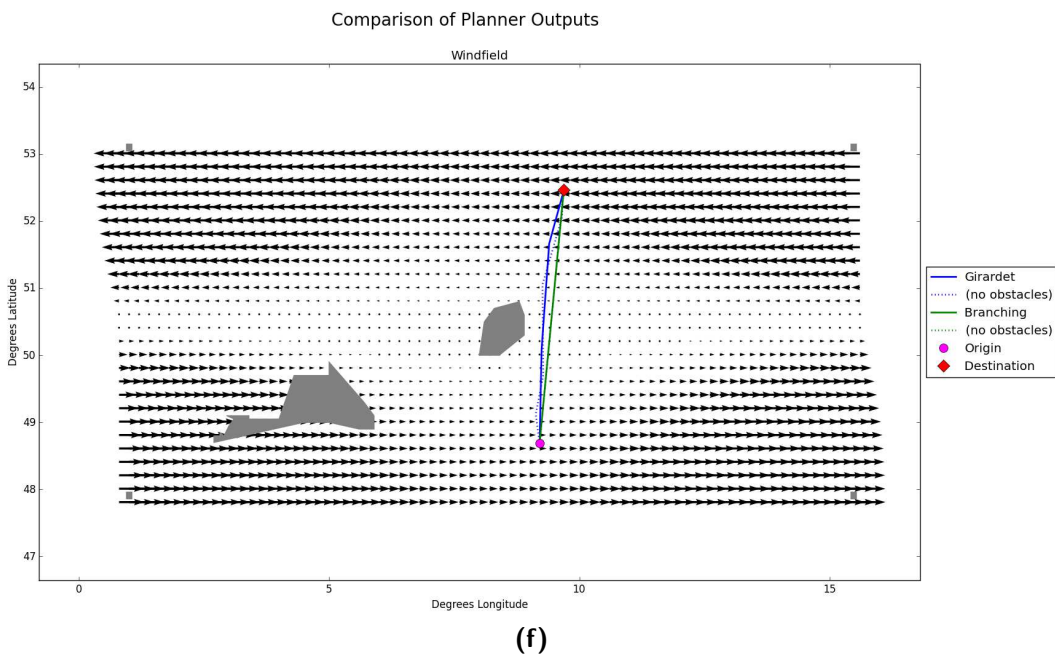 Comparison of Planner Outputs
Windfield
54
53
52
51
50
49
48
47
Degrees Latitude
0 5 10 15
Degrees Longitude
Girardet
(no obstacles)
Branching
(no obstacles)
Origin
Destination
(f)